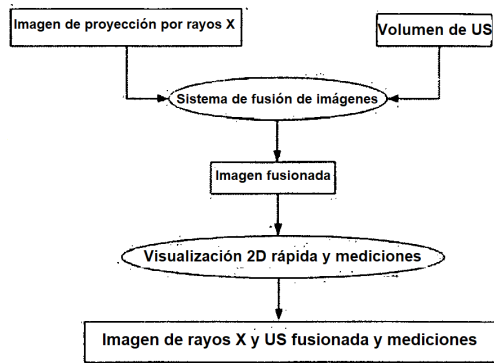 Imagen de proyección por rayos X
Volumen de US
Sistema de fusión de imágenes
Imagen fusionada
Visualización 2D rápida y mediciones
Imagen de rayos X y US fusionada y mediciones